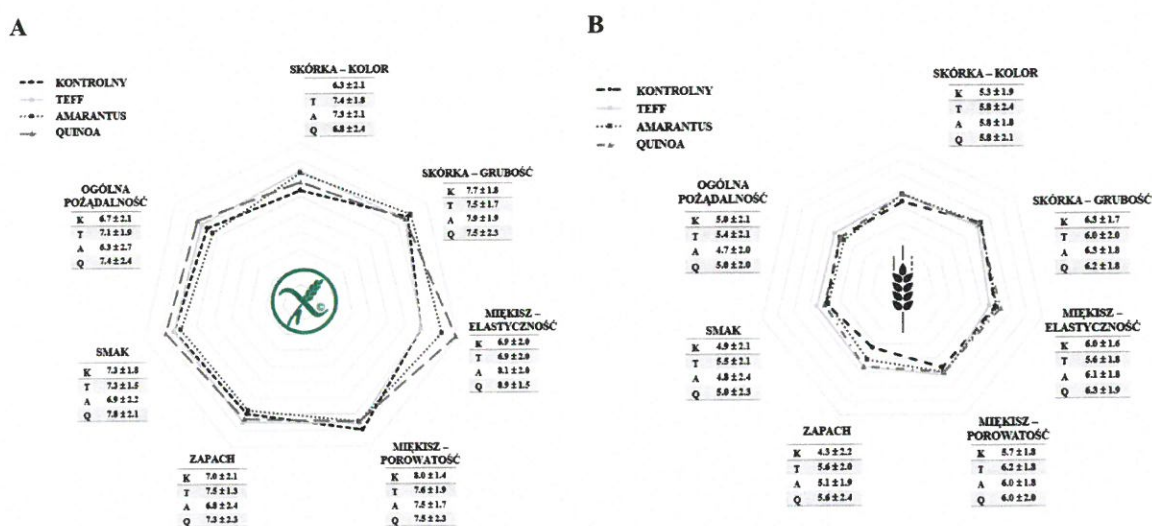 A
KONTROLNY
TEFF
AMARANTUS
QUINOA
SKÓRKA – KOLOR
6.3 ± 2.1
T 7.4 ± 1.8
A 7.3 ± 2.1
Q 6.8 ± 2.4
SKÓRKA – GRUBOŚĆ
K 7.7 ± 1.8
T 7.5 ± 1.7
A 7.9 ± 1.9
Q 7.5 ± 2.3
MIĘKISZ –
ELASTYCZNOŚĆ
K 6.9 ± 2.0
T 6.9 ± 2.0
A 8.1 ± 2.0
Q 8.9 ± 1.5
MIĘKISZ –
POROWATOŚĆ
K 8.0 ± 1.4
T 7.6 ± 1.9
A 7.5 ± 1.7
Q 7.5 ± 2.3
ZAPACH
K 7.0 ± 2.1
T 7.5 ± 1.3
A 6.8 ± 2.4
Q 7.3 ± 2.3
SMAK
K 7.3 ± 1.8
T 7.3 ± 1.5
A 6.9 ± 2.2
Q 7.8 ± 2.1
OGÓLNA
POŻĄDALNOŚĆ
K 6.7 ± 2.1
T 7.1 ± 1.9
A 6.3 ± 2.7
Q 7.4 ± 2.4
©
B
KONTROLNY
TEFF
AMARANTUS
QUINOA
SKÓRKA – KOLOR
K 5.3 ± 1.9
T 5.8 ± 2.4
A 5.8 ± 1.8
Q 5.8 ± 2.1
SKÓRKA – GRUBOŚĆ
K 6.5 ± 1.7
T 6.0 ± 2.0
A 6.5 ± 1.8
Q 6.2 ± 1.8
MIĘKISZ –
ELASTYCZNOŚĆ
K 6.0 ± 1.6
T 5.6 ± 1.8
A 6.1 ± 1.8
Q 6.3 ± 1.9
MIĘKISZ –
POROWATOŚĆ
K 5.7 ± 1.8
T 6.2 ± 1.8
A 6.0 ± 1.8
Q 6.0 ± 2.0
ZAPACH
K 4.3 ± 2.2
T 5.6 ± 2.0
A 5.1 ± 1.9
Q 5.6 ± 2.4
SMAK
K 4.9 ± 2.1
T 5.5 ± 2.1
A 4.8 ± 2.4
Q 5.0 ± 2.3
OGÓLNA
POŻĄDALNOŚĆ
K 5.0 ± 2.1
T 5.4 ± 2.1
A 4.7 ± 2.0
Q 5.0 ± 2.0